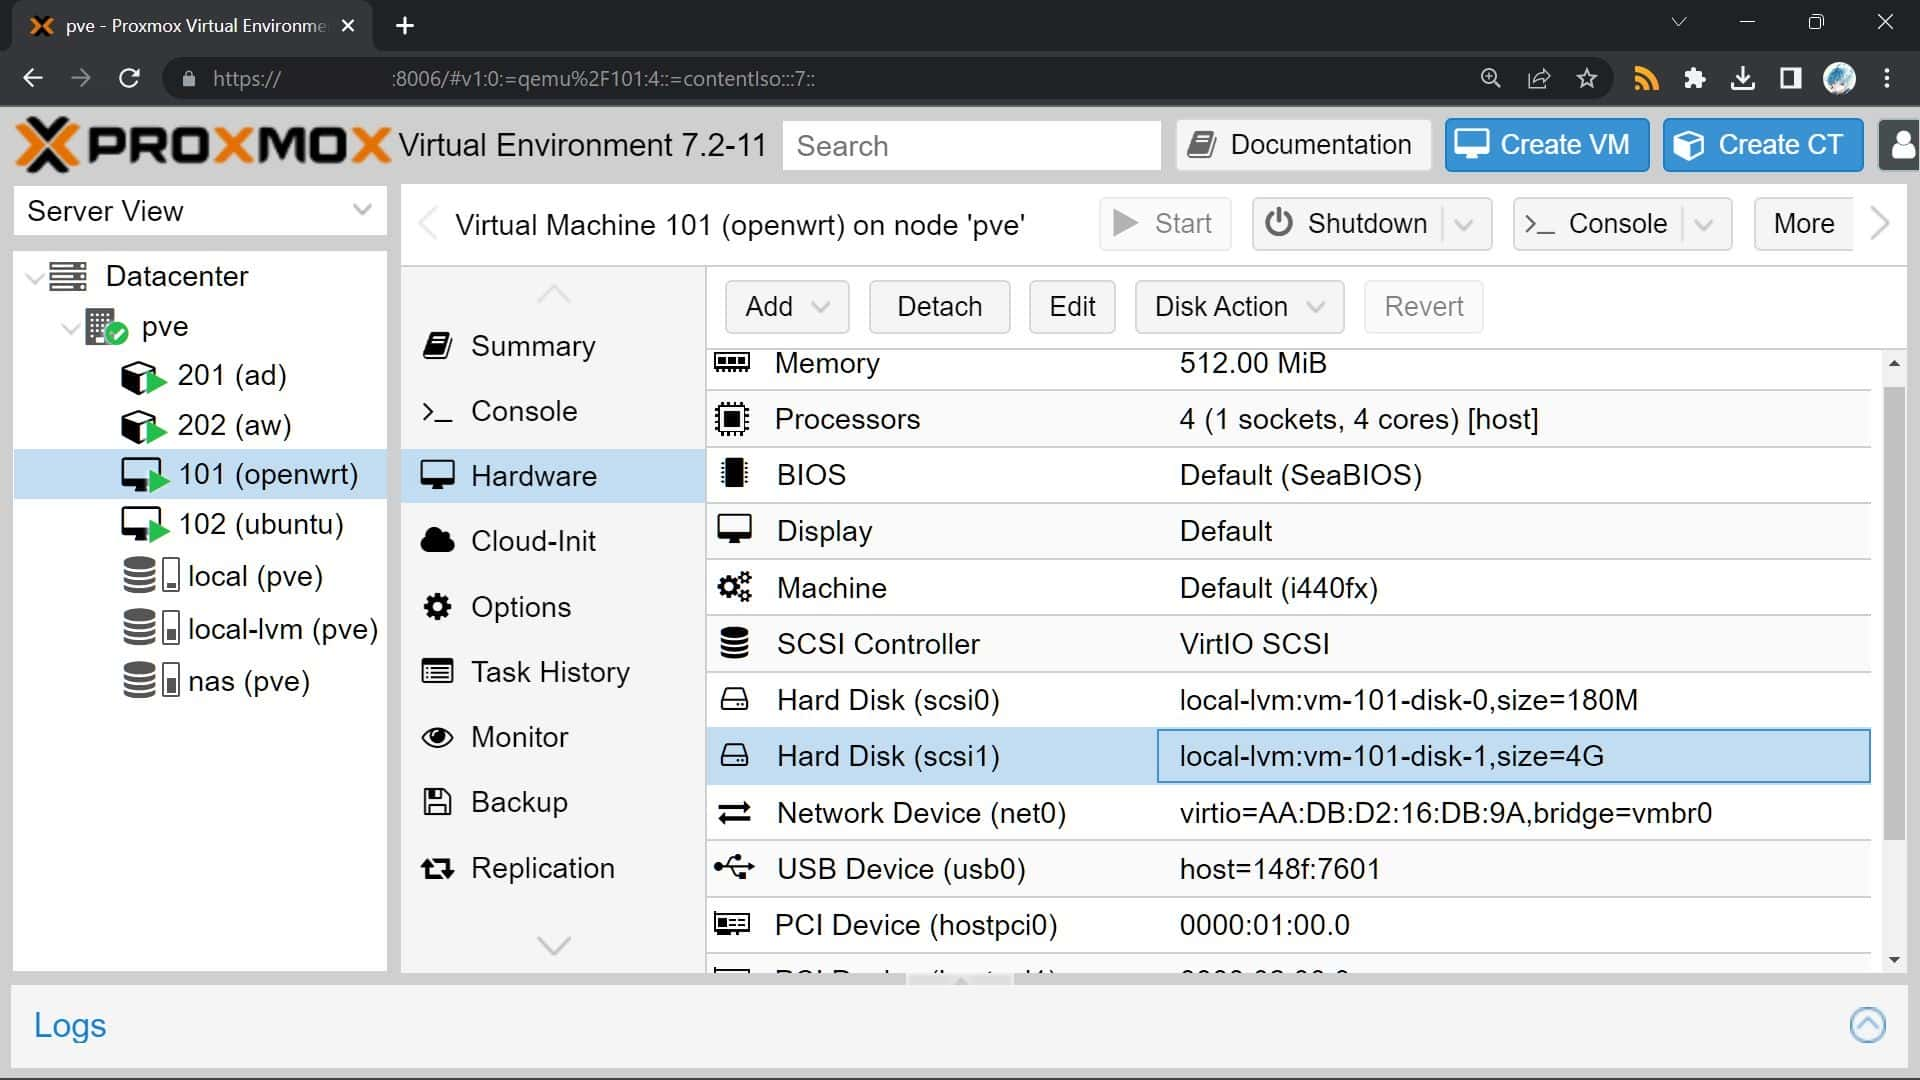 pve - Proxmox Virtual Environme
https:// :8006/#v1:0:=qemu%2F101:4::=contentIso:::7::
PROXMOX Virtual Environment 7.2-11
Search
Documentation
Create VM
Create CT
Server View
Virtual Machine 101 (openwrt) on node 'pve'
Start
Shutdown
Console
More
Datacenter
pve
201 (ad)
202 (aw)
101 (openwrt)
102 (ubuntu)
local (pve)
local-lvm (pve)
nas (pve)
Summary
Console
Hardware
Cloud-Init
Options
Task History
Monitor
Backup
Replication
Add
Detach
Edit
Disk Action
Revert
Memory 512.00 MiB
Processors 4 (1 sockets, 4 cores) [host]
BIOS Default (SeaBIOS)
Display Default
Machine Default (i440fx)
SCSI Controller VirtIO SCSI
Hard Disk (scsi0) local-lvm:vm-101-disk-0,size=180M
Hard Disk (scsi1) local-lvm:vm-101-disk-1,size=4G
Network Device (net0) virtio=AA:DB:D2:16:DB:9A,bridge=vmbr0
USB Device (usb0) host=148f:7601
PCI Device (hostpci0) 0000:01:00.0
Logs